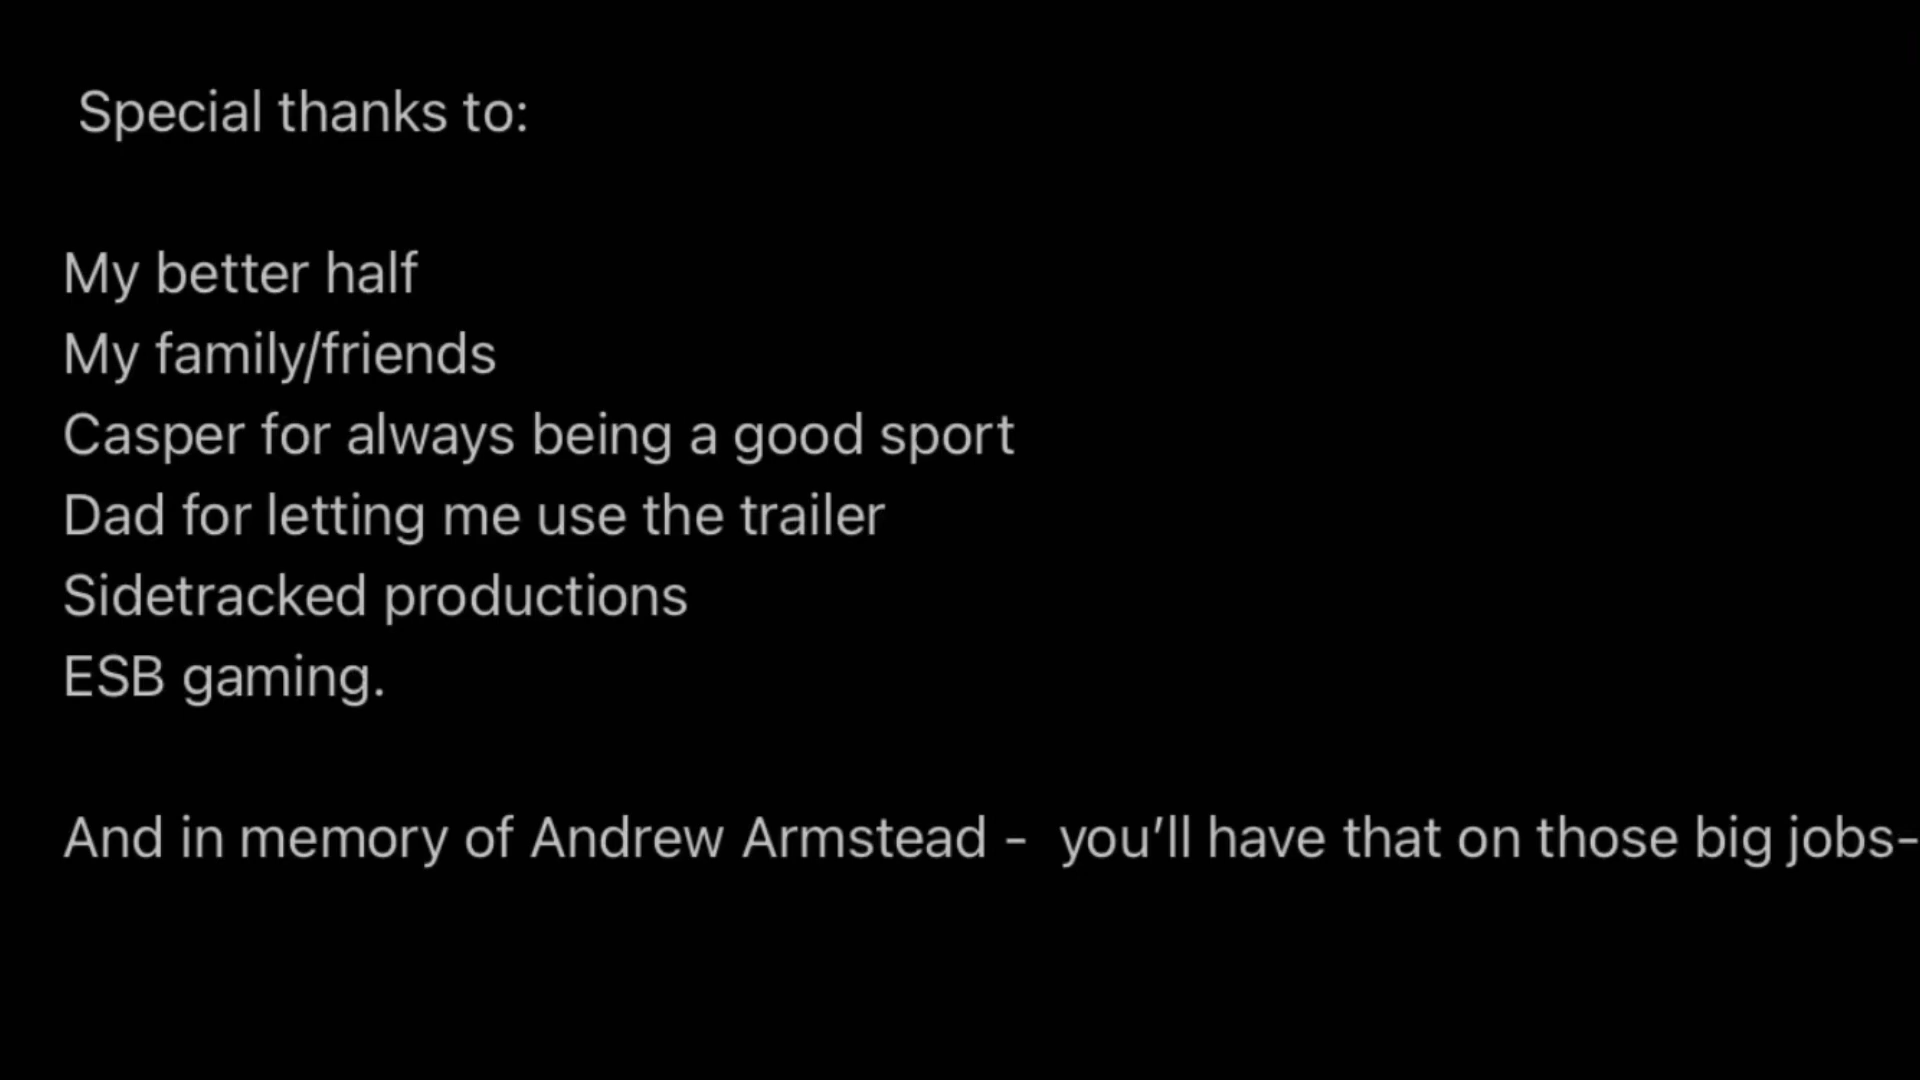 Special thanks to:
My better half
My family/friends
Casper for always being a good sport
Dad for letting me use the trailer
Sidetracked productions
ESB gaming.
And in memory of Andrew Armstead -  you’ll have that on those big jobs-